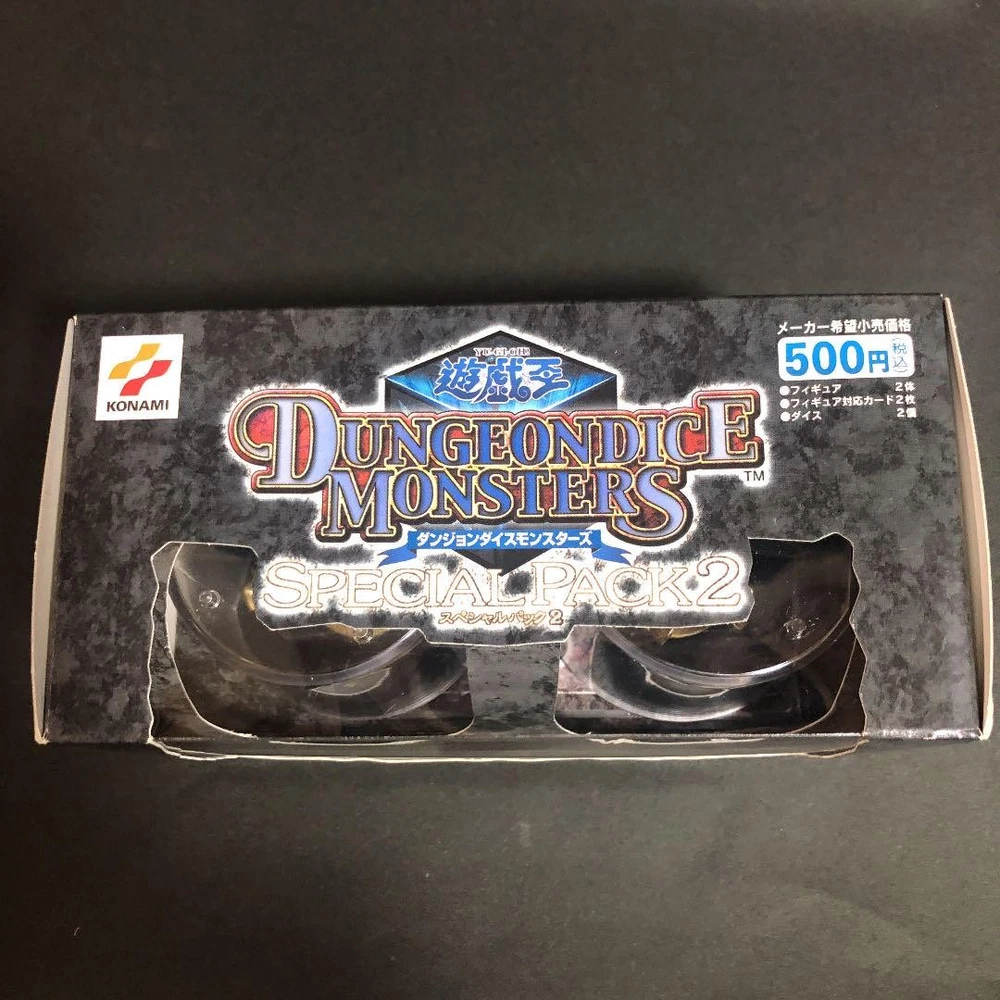 KONAMI
YU-GI-OH!
遊戯王
DUNGEONDICE
MONSTERS™
ダンジョンダイスモンスターズ
SPECIAL PACK 2
スペシャルパック 2
メーカー希望小売価格
500円 税込
●フィギュア 2体
●フィギュア対応カード 2枚
●ダイス 2個